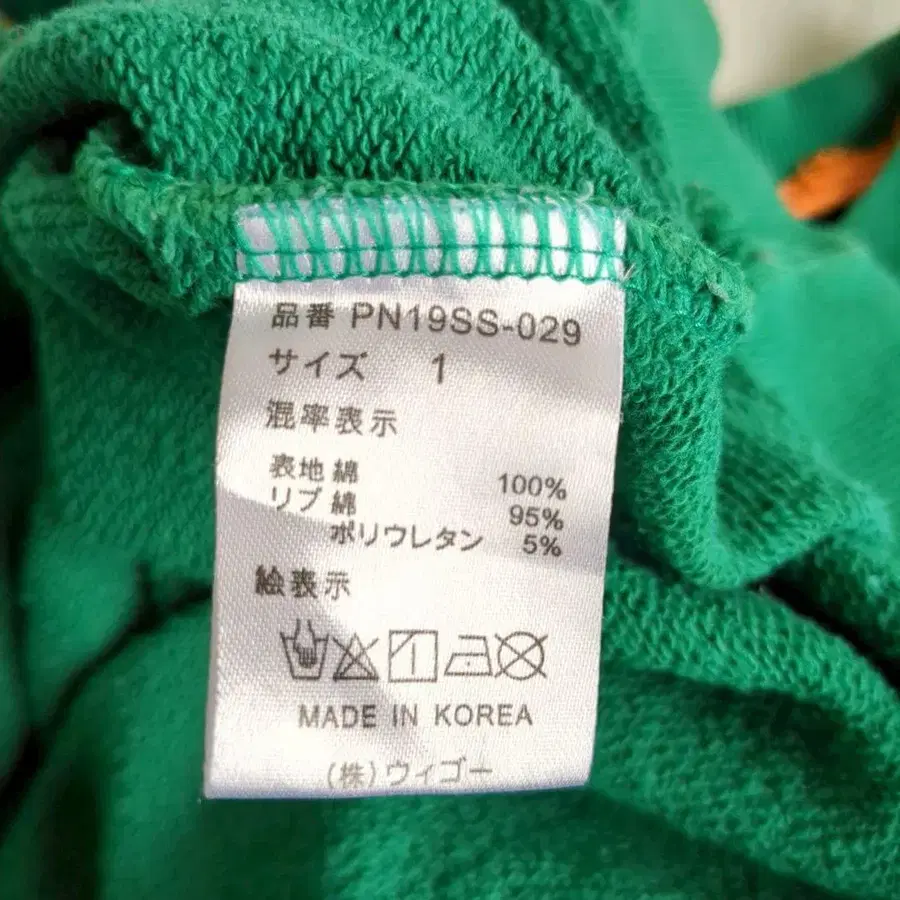 品番 PN19SS-029
サイズ 1
混率表示
表地 綿 100%
リブ 綿 95%
ポリウレタン 5%
絵表示
MADE IN KOREA
(株)ウィゴー